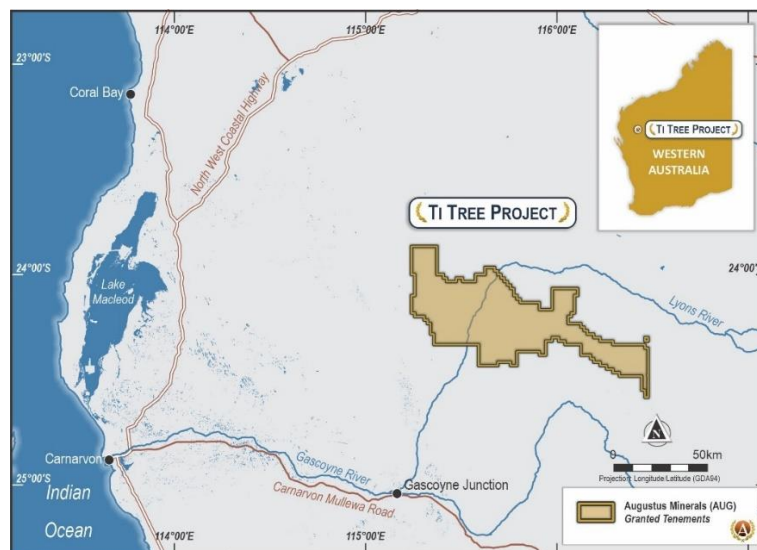 114°00'E
115°00'E
116°00'E
23°00'S
Coral Bay
North West Coastal Highway
TI TREE PROJECT
WESTERN
AUSTRALIA
TI TREE PROJECT
24°00'S
24°00'
Lake
Macleod
Lyons River
Carnarvon
Gascoyne River
Carnarvon Mullewa Road
Gascoyne Junction
25°00'S
Indian
Ocean
N
0 50km
Projection: Longitude/Latitude (GDA94)
Augustus Minerals (AUG)
Granted Tenements
A
114°00'E
115°00'E
116°00'E